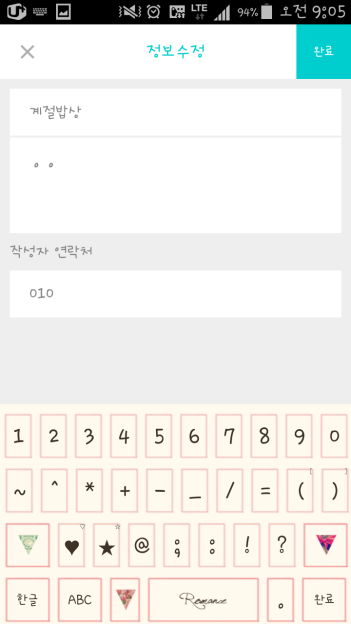 U+ LTE 94% 오전 9:05
정보수정 완료
계절밥상
。。
작성자 연락처
010
1 2 3 4 5 6 7 8 9 0
~ ^ * + - _ / = ( [ ) ]
♥ ♡ ★ ☆ @ ; : ! ?
한글 ABC Romance . 완료